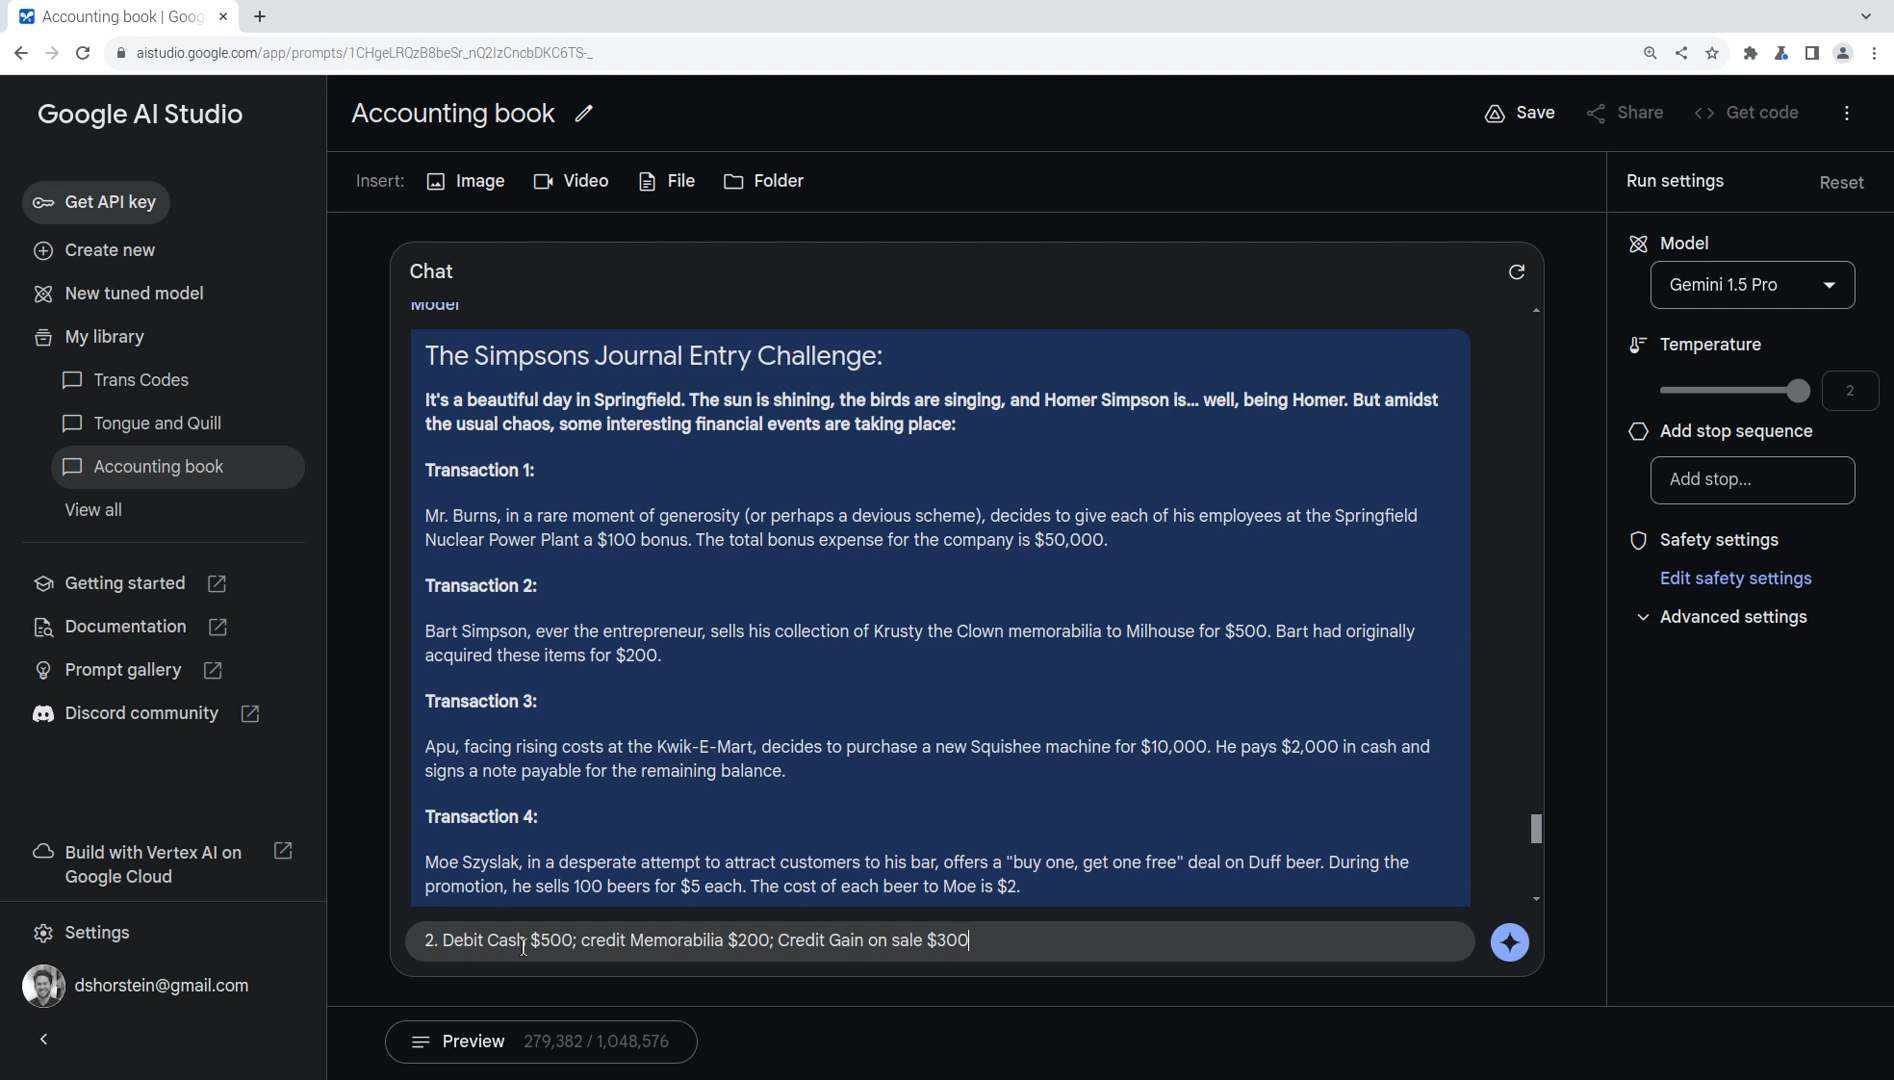 Accounting book | Goog
aistudio.google.com/app/prompts/1CHgeLRQzB8beSr_nQ2IzCncbDKC6TS-_
Google AI Studio
Get API key
Create new
New tuned model
My library
Trans Codes
Tongue and Quill
Accounting book
View all
Getting started
Documentation
Prompt gallery
Discord community
Build with Vertex AI on
Google Cloud
Settings
dshorstein@gmail.com
Accounting book
Save
Share
Get code
Insert:
Image
Video
File
Folder
Chat
Model
The Simpsons Journal Entry Challenge:
It's a beautiful day in Springfield. The sun is shining, the birds are singing, and Homer Simpson is... well, being Homer. But amidst
the usual chaos, some interesting financial events are taking place:
Transaction 1:
Mr. Burns, in a rare moment of generosity (or perhaps a devious scheme), decides to give each of his employees at the Springfield
Nuclear Power Plant a $100 bonus. The total bonus expense for the company is $50,000.
Transaction 2:
Bart Simpson, ever the entrepreneur, sells his collection of Krusty the Clown memorabilia to Milhouse for $500. Bart had originally
acquired these items for $200.
Transaction 3:
Apu, facing rising costs at the Kwik-E-Mart, decides to purchase a new Squishee machine for $10,000. He pays $2,000 in cash and
signs a note payable for the remaining balance.
Transaction 4:
Moe Szyslak, in a desperate attempt to attract customers to his bar, offers a "buy one, get one free" deal on Duff beer. During the
promotion, he sells 100 beers for $5 each. The cost of each beer to Moe is $2.
2. Debit Cash $500; credit Memorabilia $200; Credit Gain on sale $300
Preview 279,382 / 1,048,576
Run settings
Reset
Model
Gemini 1.5 Pro
Temperature
2
Add stop sequence
Add stop...
Safety settings
Edit safety settings
Advanced settings